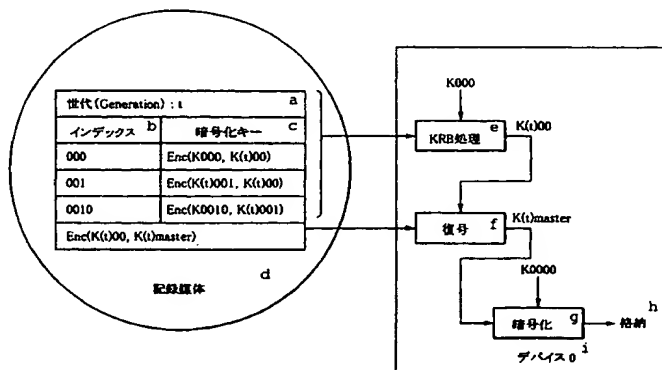 世代(Generation) : t a
インデックス b 暗号化キー c
000 Enc(K000, K(t)00)
001 Enc(K(t)001, K(t)00)
0010 Enc(K0010, K(t)001)
Enc(K(t)00, K(t)master)
記録媒体 d
K000
KRB処理 e
K(t)00
復号 f
K(t)master
K0000
暗号化 g
格納 h
デバイス 0 i